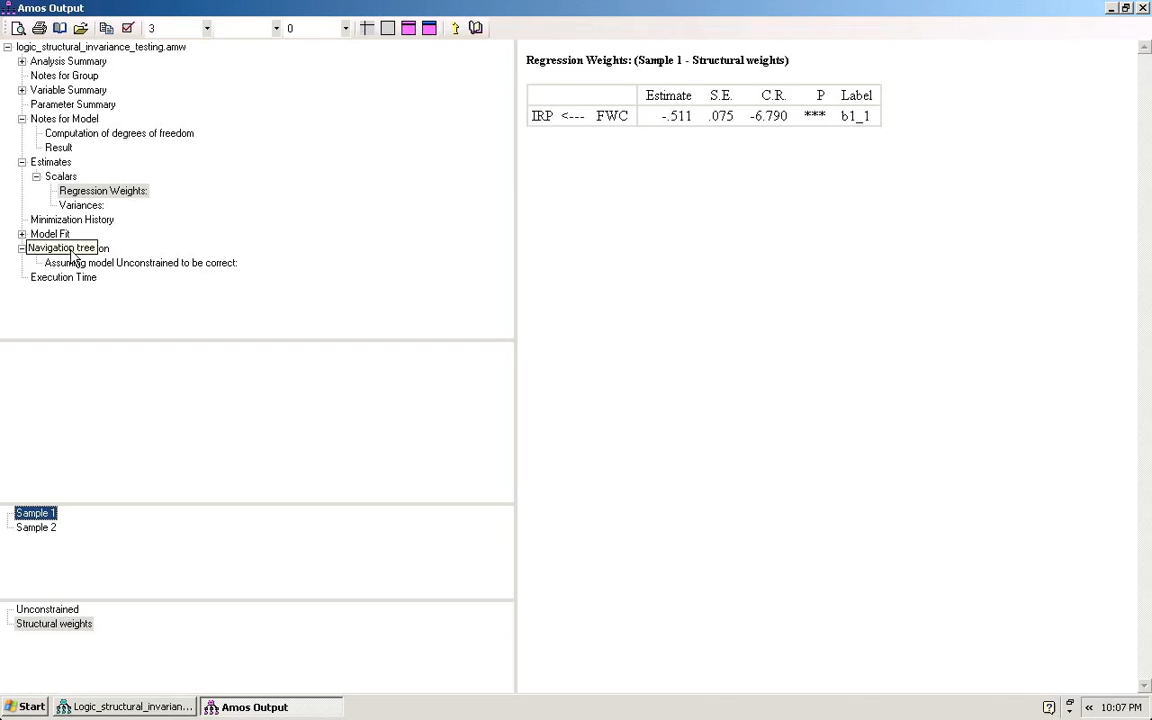 Amos Output
3
0
logic_structural_invariance_testing.amw
Analysis Summary
Notes for Group
Variable Summary
Parameter Summary
Notes for Model
Computation of degrees of freedom
Result
Estimates
Scalars
Regression Weights:
Variances:
Minimization History
Model Fit
Navigation tree on
Assuming model Unconstrained to be correct:
Execution Time
Sample 1
Sample 2
Unconstrained
Structural weights
Regression Weights: (Sample 1 - Structural weights)
Estimate S.E. C.R. P Label
IRP <--- FWC -.511 .075 -6.790 *** b1_1
Start
Logic_structural_invarian...
Amos Output
10:07 PM